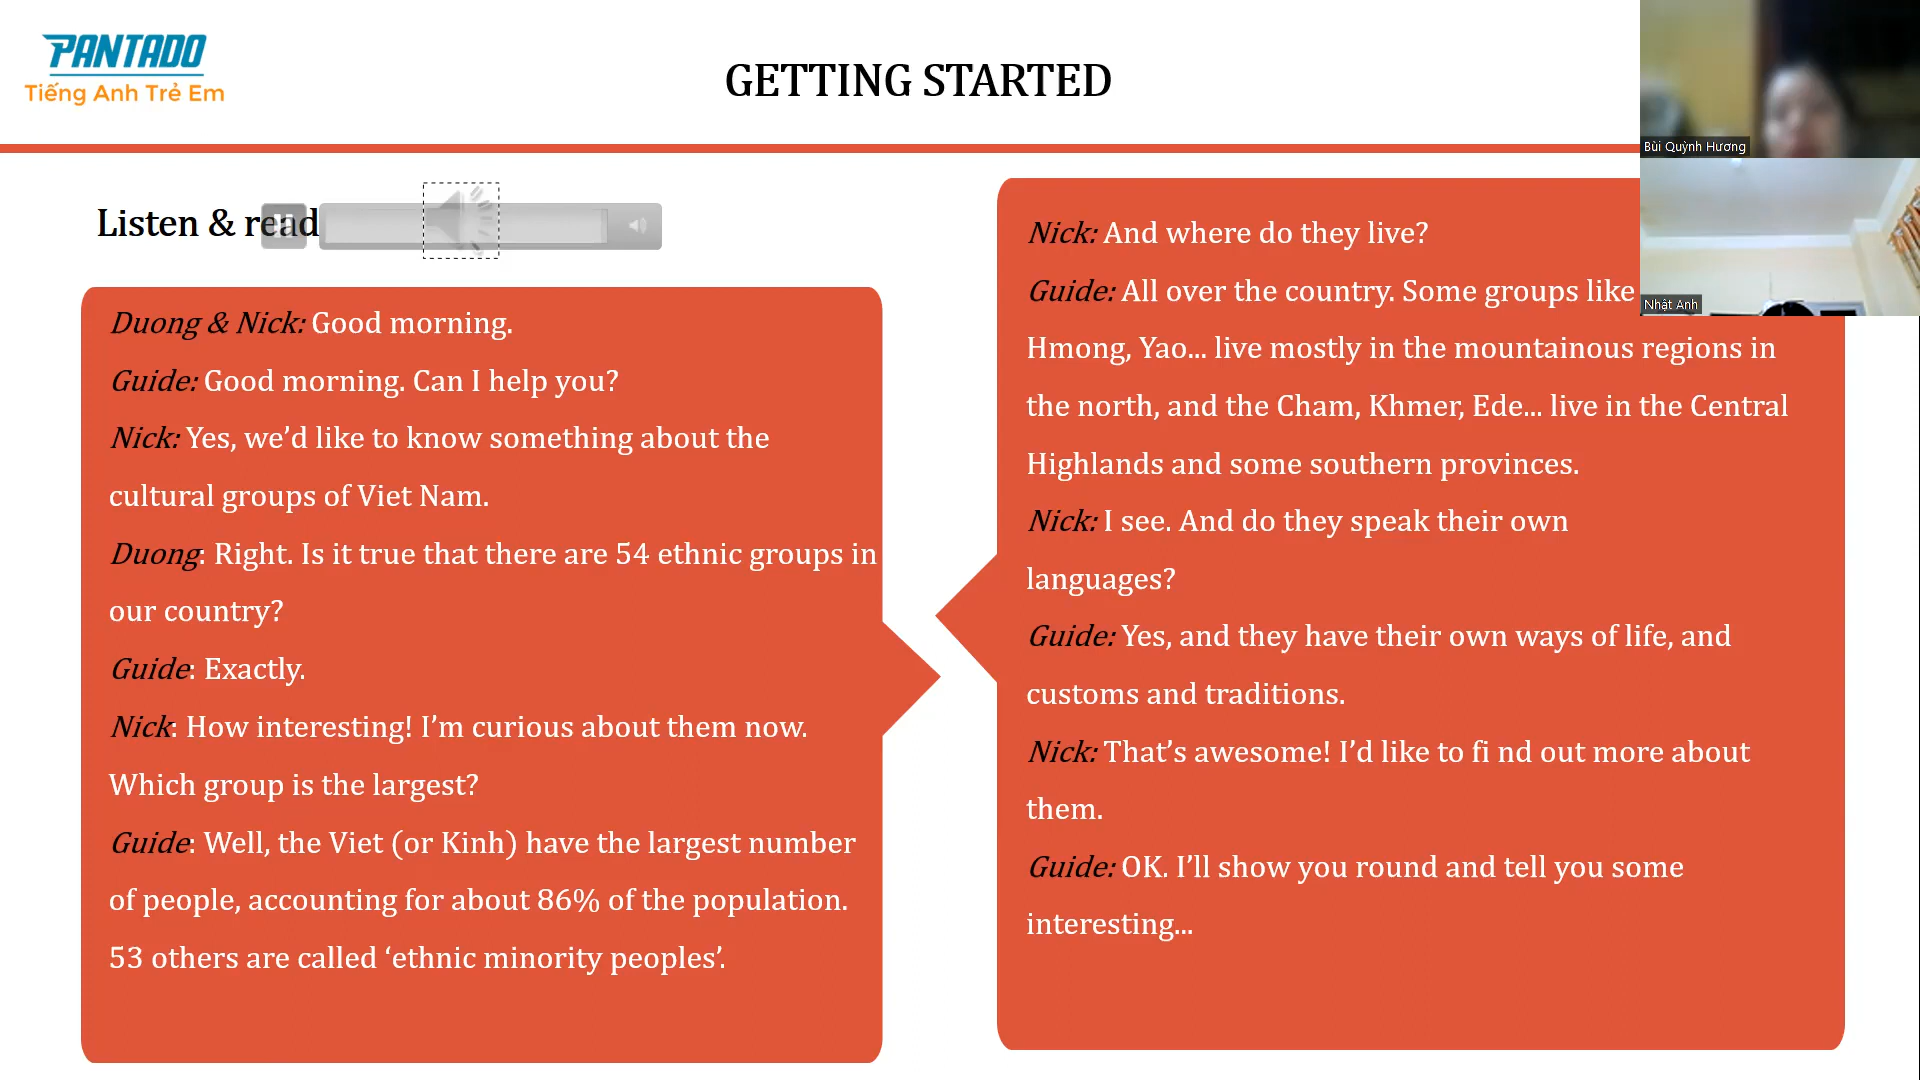 PANTADO
Tiếng Anh Trẻ Em
GETTING STARTED
Listen & read
Duong & Nick: Good morning.
Guide: Good morning. Can I help you?
Nick: Yes, we’d like to know something about the
cultural groups of Viet Nam.
Duong: Right. Is it true that there are 54 ethnic groups in
our country?
Guide: Exactly.
Nick: How interesting! I’m curious about them now.
Which group is the largest?
Guide: Well, the Viet (or Kinh) have the largest number
of people, accounting for about 86% of the population.
53 others are called ‘ethnic minority peoples’.
Nick: And where do they live?
Guide: All over the country. Some groups like
Hmong, Yao... live mostly in the mountainous regions in
the north, and the Cham, Khmer, Ede... live in the Central
Highlands and some southern provinces.
Nick: I see. And do they speak their own
languages?
Guide: Yes, and they have their own ways of life, and
customs and traditions.
Nick: That’s awesome! I’d like to fi nd out more about
them.
Guide: OK. I’ll show you round and tell you some
interesting...
Bùi Quỳnh Hương
Nhật Anh